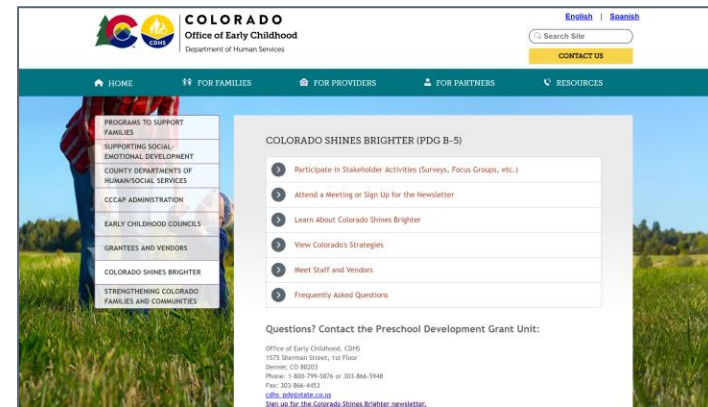 English | Spanish
COLORADO
Office of Early Childhood
Department of Human Services
CDHS
Search Site
CONTACT US
HOME
FOR FAMILIES
FOR PROVIDERS
FOR PARTNERS
RESOURCES
PROGRAMS TO SUPPORT
FAMILIES
SUPPORTING SOCIAL-
EMOTIONAL DEVELOPMENT
COUNTY DEPARTMENTS OF
HUMAN/SOCIAL SERVICES
CCCAP ADMINISTRATION
EARLY CHILDHOOD COUNCILS
GRANTEES AND VENDORS
COLORADO SHINES BRIGHTER
STRENGTHENING COLORADO
FAMILIES AND COMMUNITIES
COLORADO SHINES BRIGHTER (PDG B-5)
Participate in Stakeholder Activities (Surveys, Focus Groups, etc.)
Attend a Meeting or Sign Up for the Newsletter
Learn About Colorado Shines Brighter
View Colorado's Strategies
Meet Staff and Vendors
Frequently Asked Questions
Questions? Contact the Preschool Development Grant Unit:
Office of Early Childhood, CDHS
1575 Sherman Street, 1st Floor
Denver, CO 80203
Phone: 1-800-799-5876 or 303-866-5948
Fax: 303-866-4453
cdhs_pdg@state.co.us
Sign up for the Colorado Shines Brighter newsletter.